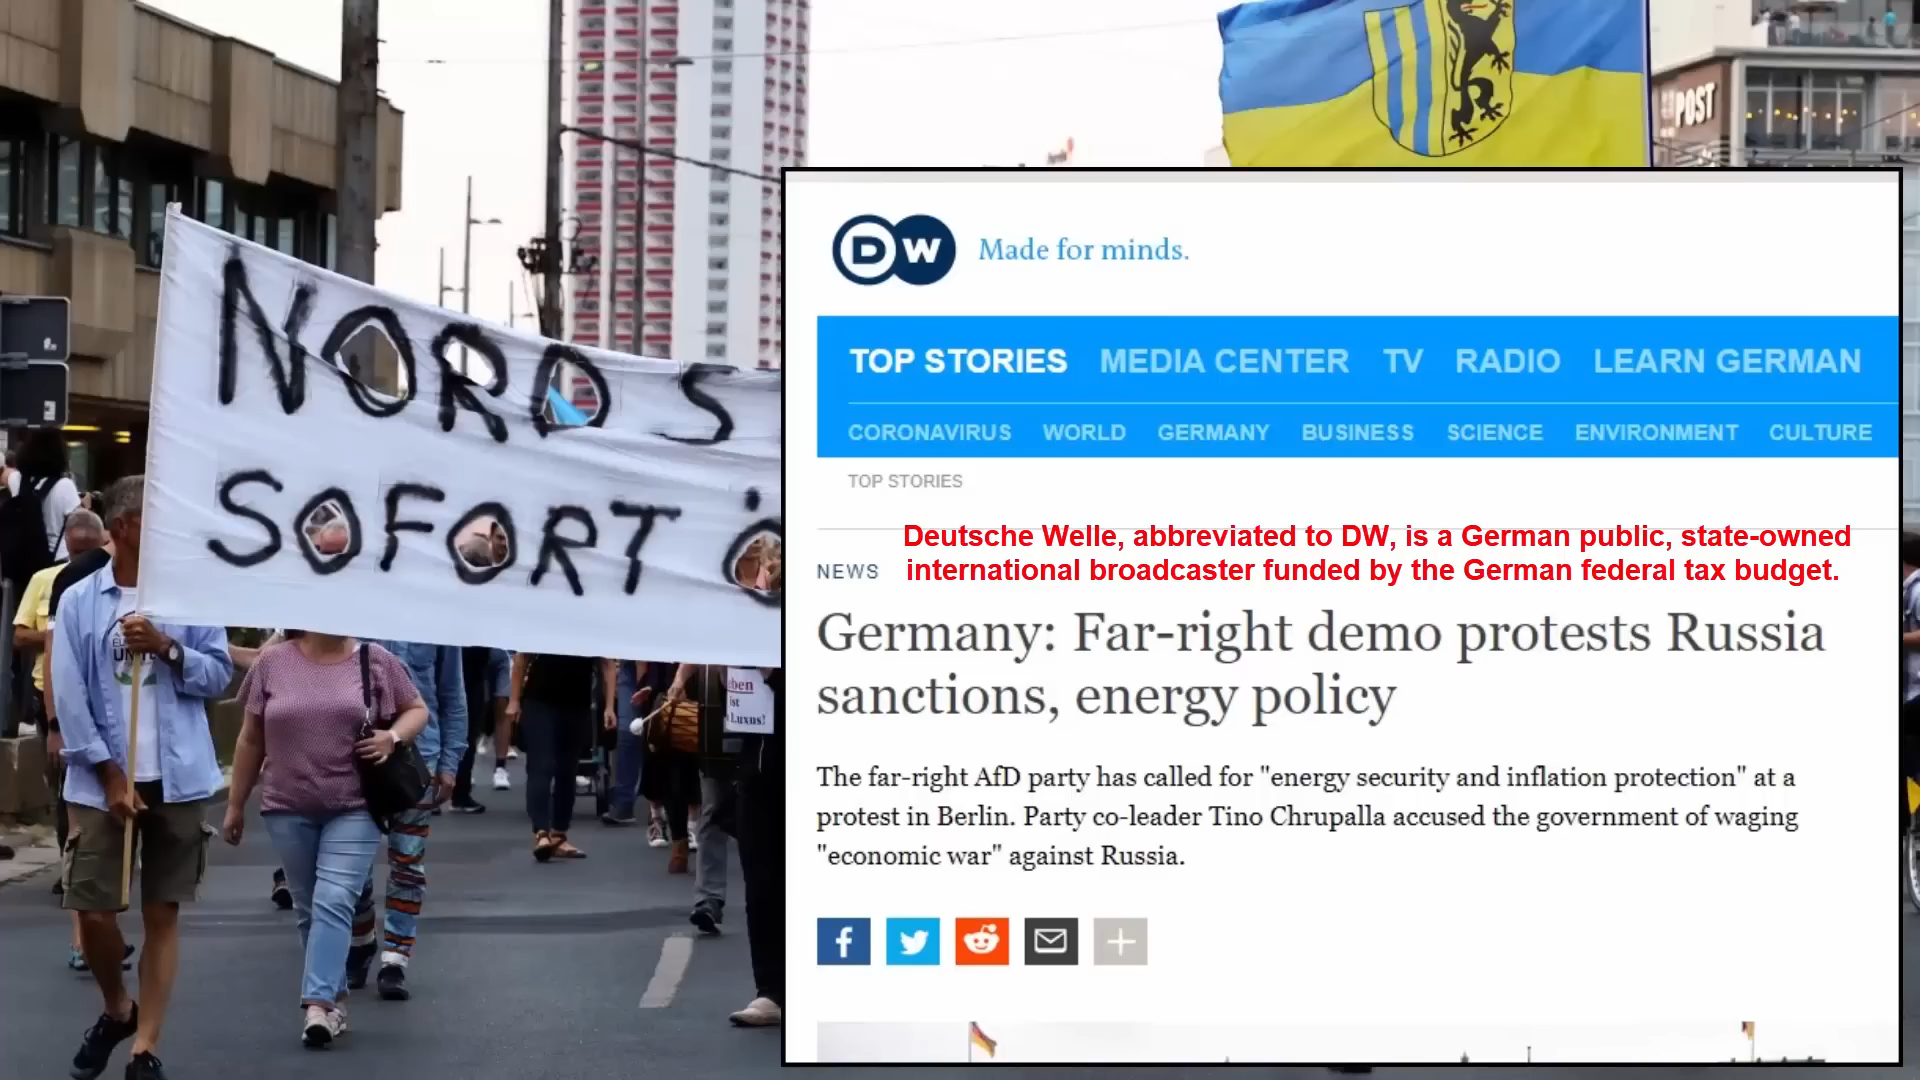 NORD S
SOFORT Ö
POST
eben
ist
Luxus!
DW Made for minds.
TOP STORIES MEDIA CENTER TV RADIO LEARN GERMAN
CORONAVIRUS WORLD GERMANY BUSINESS SCIENCE ENVIRONMENT CULTURE
TOP STORIES
Deutsche Welle, abbreviated to DW, is a German public, state-owned
international broadcaster funded by the German federal tax budget.
NEWS
Germany: Far-right demo protests Russia
sanctions, energy policy
The far-right AfD party has called for "energy security and inflation protection" at a
protest in Berlin. Party co-leader Tino Chrupalla accused the government of waging
"economic war" against Russia.